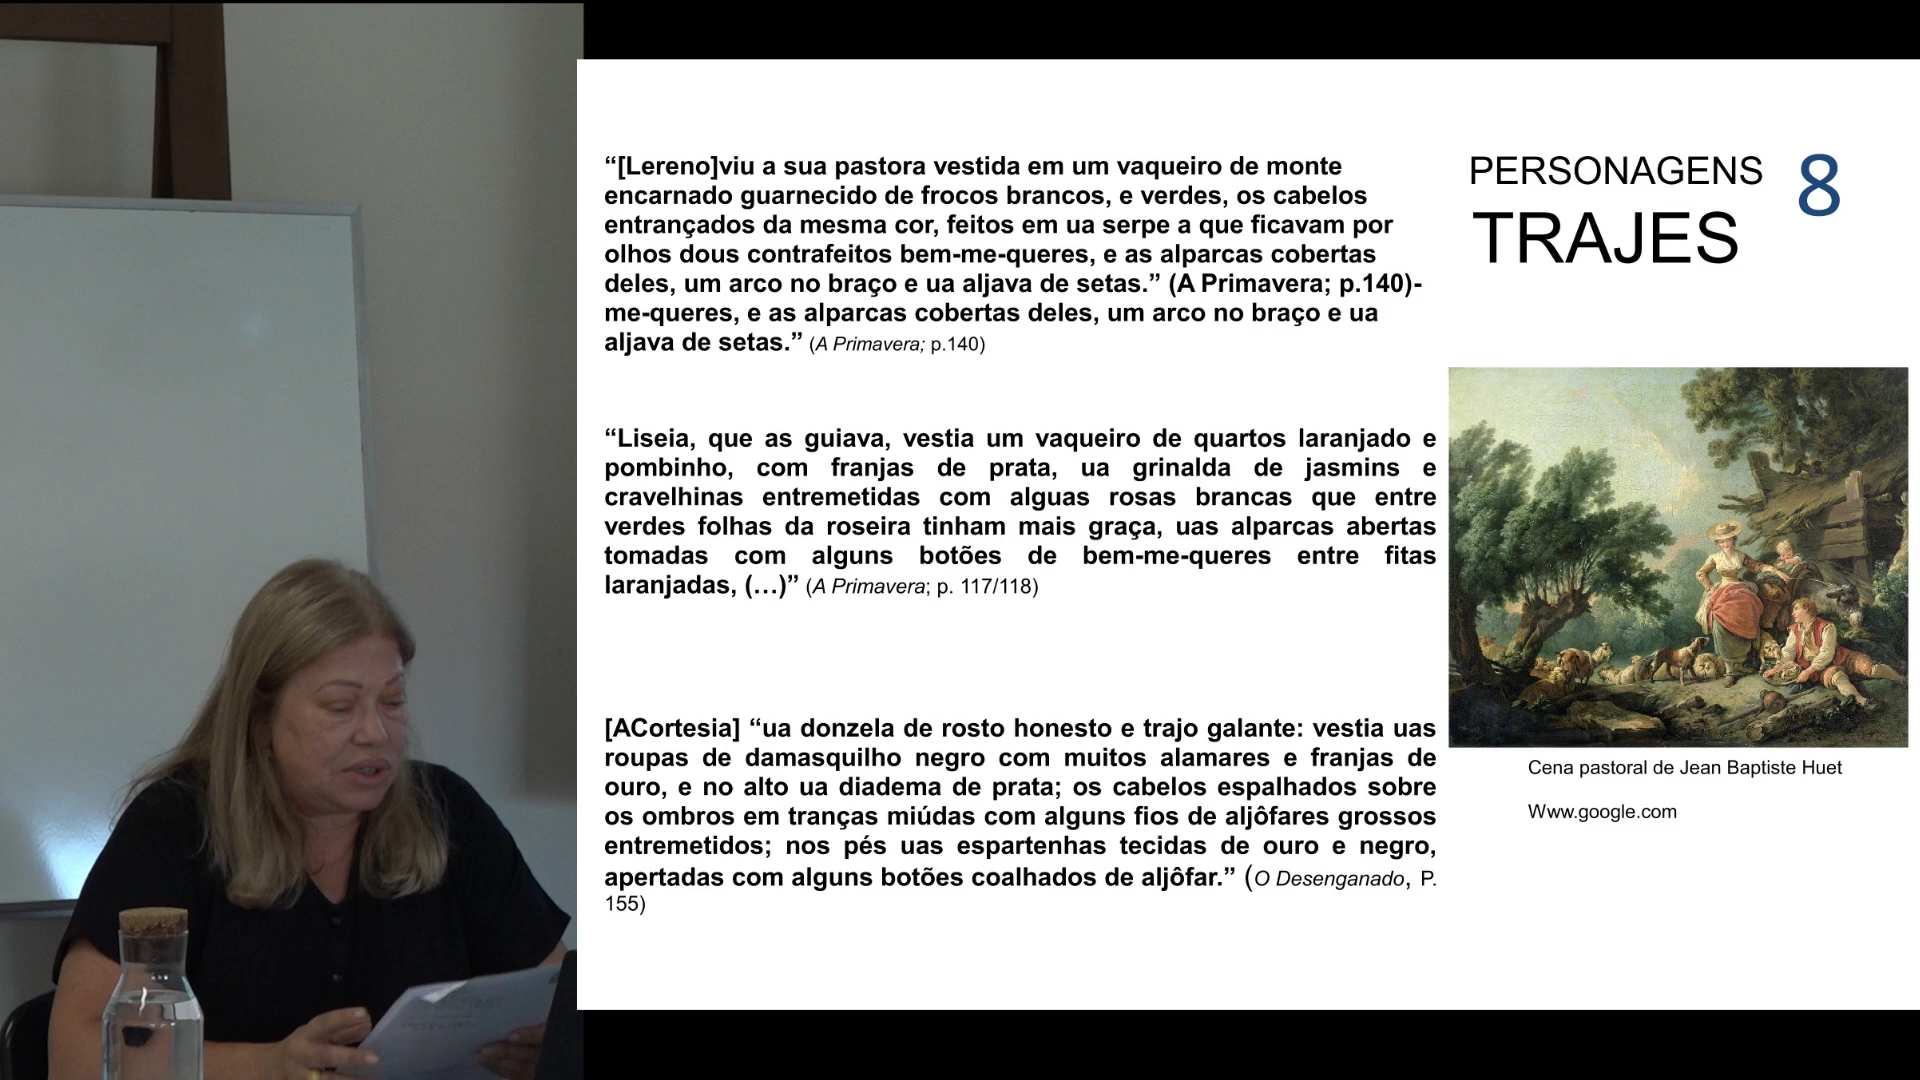 “[Lereno]viu a sua pastora vestida em um vaqueiro de monte
encarnado guarnecido de frocos brancos, e verdes, os cabelos
entrançados da mesma cor, feitos em ua serpe a que ficavam por
olhos dous contrafeitos bem-me-queres, e as alparcas cobertas
deles, um arco no braço e ua aljava de setas.” (A Primavera; p.140)-
me-queres, e as alparcas cobertas deles, um arco no braço e ua
aljava de setas.” (A Primavera; p.140)
“Liseia, que as guiava, vestia um vaqueiro de quartos laranjado e
pombinho, com franjas de prata, ua grinalda de jasmins e
cravelhinas entremetidas com alguas rosas brancas que entre
verdes folhas da roseira tinham mais graça, uas alparcas abertas
tomadas com alguns botões de bem-me-queres entre fitas
laranjadas, (…)” (A Primavera; p. 117/118)
[ACortesia] “ua donzela de rosto honesto e trajo galante: vestia uas
roupas de damasquilho negro com muitos alamares e franjas de
ouro, e no alto ua diadema de prata; os cabelos espalhados sobre
os ombros em tranças miúdas com alguns fios de aljôfares grossos
entremetidos; nos pés uas espartenhas tecidas de ouro e negro,
apertadas com alguns botões coalhados de aljôfar.” (O Desenganado, P.
155)
PERSONAGENS 8
TRAJES
Cena pastoral de Jean Baptiste Huet
Www.google.com